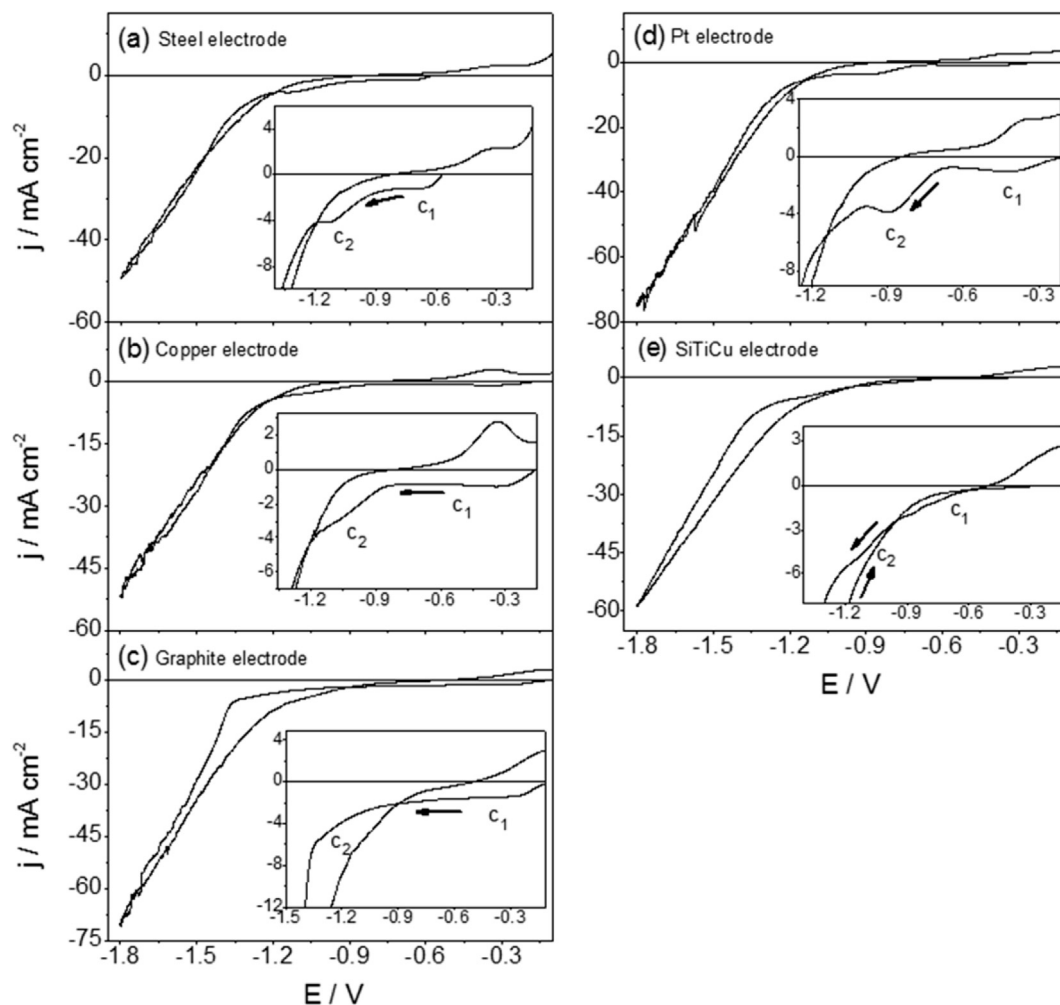 (a) Steel electrode
j / mA cm-2
0
-20
-40
-60
4
0
-4
-8
c1
c2
-1.2 -0.9 -0.6 -0.3
(b) Copper electrode
j / mA cm-2
0
-15
-30
-45
-60
2
0
-2
-4
-6
c1
c2
-1.2 -0.9 -0.6 -0.3
(c) Graphite electrode
j / mA cm-2
0
-15
-30
-45
-60
-75
4
0
-4
-8
-12
c1
c2
-1.5 -1.2 -0.9 -0.6 -0.3
-1.8 -1.5 -1.2 -0.9 -0.6 -0.3
E / V
(d) Pt electrode
0
-20
-40
-60
-80
4
0
-4
-8
c1
c2
-1.2 -0.9 -0.6 -0.3
(e) SiTiCu electrode
0
-15
-30
-45
-60
3
0
-3
-6
c1
c2
-1.2 -0.9 -0.6 -0.3
-1.8 -1.5 -1.2 -0.9 -0.6 -0.3
E / V